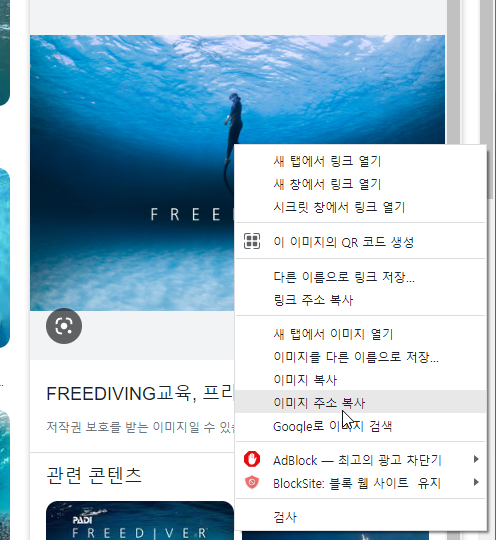 새 탭에서 링크 열기
새 창에서 링크 열기
시크릿 창에서 링크 열기
FREE
이 이미지의 QR 코드 생성
다른 이름으로 링크 저장...
링크 주소 복사
새 탭에서 이미지 열기
이미지를 다른 이름으로 저장...
이미지 복사
FREEDIVING교육, 프리
이미지 주소 복사
저작권 보호를 받는 이미지일 수 있습
Google로 이미지 검색
AdBlock — 최고의 광고 차단기
관련 콘텐츠
BlockSite: 블록 웹 사이트 유지
검사
PADI
FREEDIVER